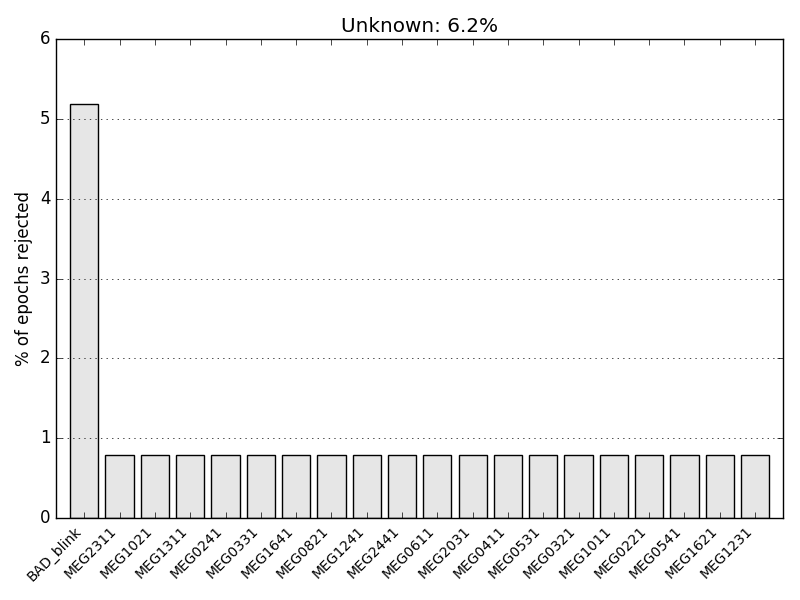 Unknown: 6.2%
% of epochs rejected
6
5
4
3
2
1
0
BAD_blink
MEG2311
MEG1021
MEG1311
MEG0241
MEG0331
MEG1641
MEG0821
MEG1241
MEG2441
MEG0611
MEG2031
MEG0411
MEG0531
MEG0321
MEG1011
MEG0221
MEG0541
MEG1621
MEG1231